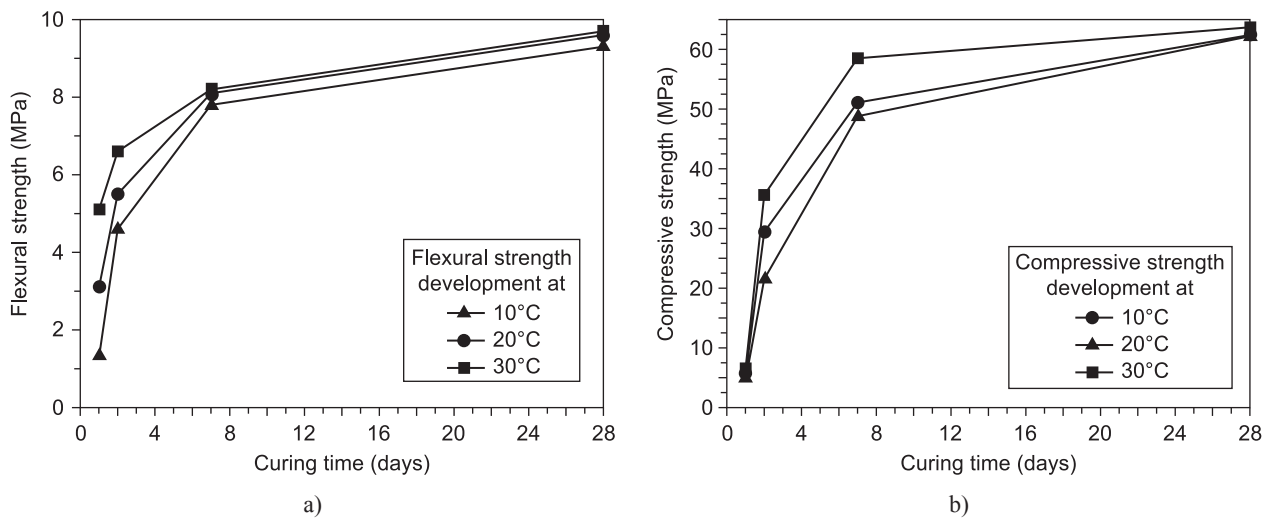 10
8
6
4
2
0
Flexural strength (MPa)
Flexural strength
development at
10°C
20°C
30°C
0 4 8 12 16 20 24 28
Curing time (days)
a)
60
50
40
30
20
10
0
Compressive strength (MPa)
Compressive strength
development at
10°C
20°C
30°C
0 4 8 12 16 20 24 28
Curing time (days)
b)